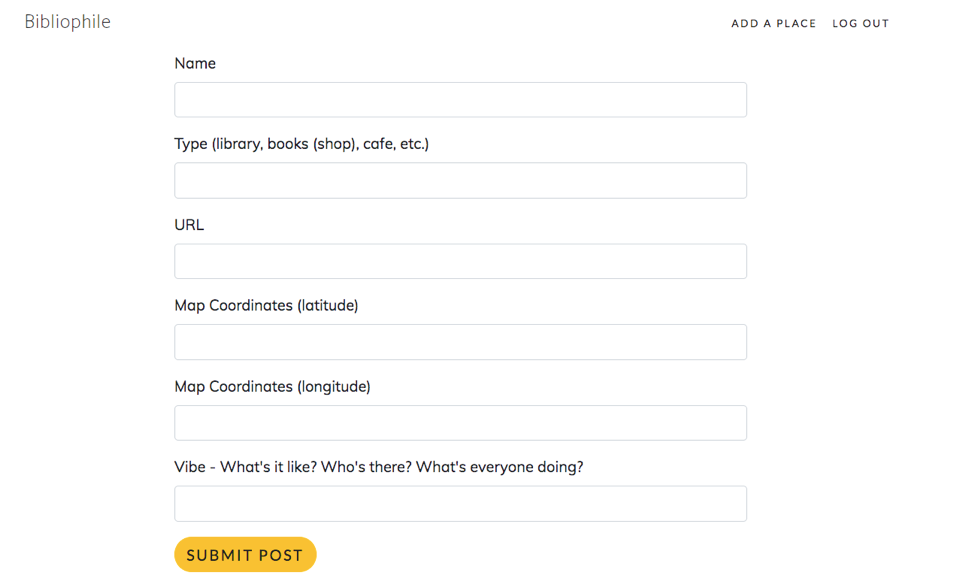 Bibliophile
ADD A PLACE
LOG OUT
Name
Type (library, books (shop), cafe, etc.)
URL
Map Coordinates (latitude)
Map Coordinates (longitude)
Vibe - What's it like? Who's there? What's everyone doing?
SUBMIT POST